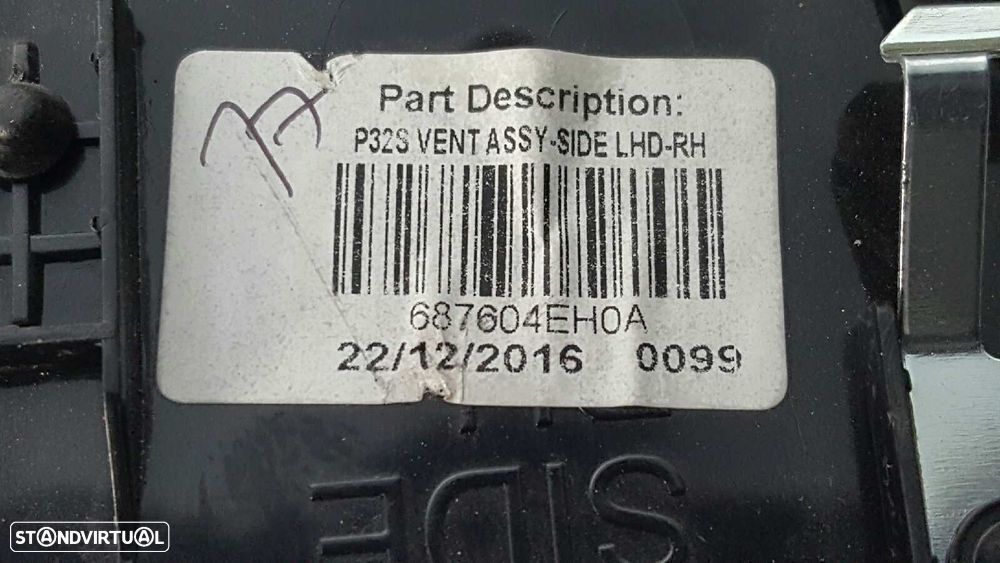 Part Description:
P32S VENT ASSY-SIDE LHD-RH
687604EH0A
22/12/2016 0099
SIDE
STANDVIRTUAL